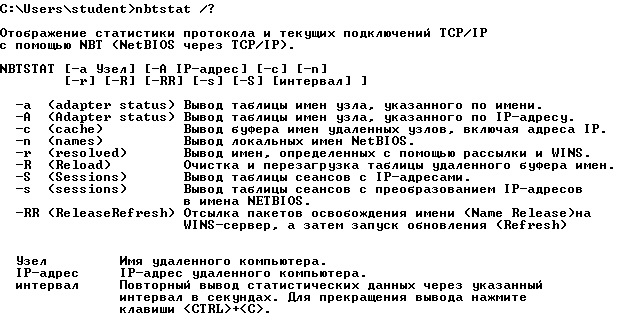 C:\Users\student>nbtstat /?
Отображение статистики протокола и текущих подключений TCP/IP
с помощью NBT (NetBIOS через TCP/IP).
NBTSTAT [-a Узел] [-A IP-адрес] [-c] [-n]
[-r] [-R] [-RR] [-s] [-S] [интервал] ]
-a (adapter status) Вывод таблицы имен узла, указанного по имени.
-A (Adapter status) Вывод таблицы имен узла, указанного по IP-адресу.
-c (cache) Вывод буфера имен удаленных узлов, включая адреса IP.
-n (names) Вывод локальных имен NetBIOS.
-r (resolved) Вывод имен, определенных с помощью рассылки и WINS.
-R (Reload) Очистка и перезагрузка таблицы удаленного буфера имен.
-S (Sessions) Вывод таблицы сеансов с IP-адресами.
-s (sessions) Вывод таблицы сеансов с преобразованием IP-адресов
в имена NETBIOS.
-RR (ReleaseRefresh) Отсылка пакетов освобождения имени (Name Release)на
WINS-сервер, а затем запуск обновления (Refresh)
Узел Имя удаленного компьютера.
IP-адрес IP-адрес удаленного компьютера.
интервал Повторный вывод статистических данных через указанный
интервал в секундах. Для прекращения вывода нажмите
клавиши <CTRL>+<C>.